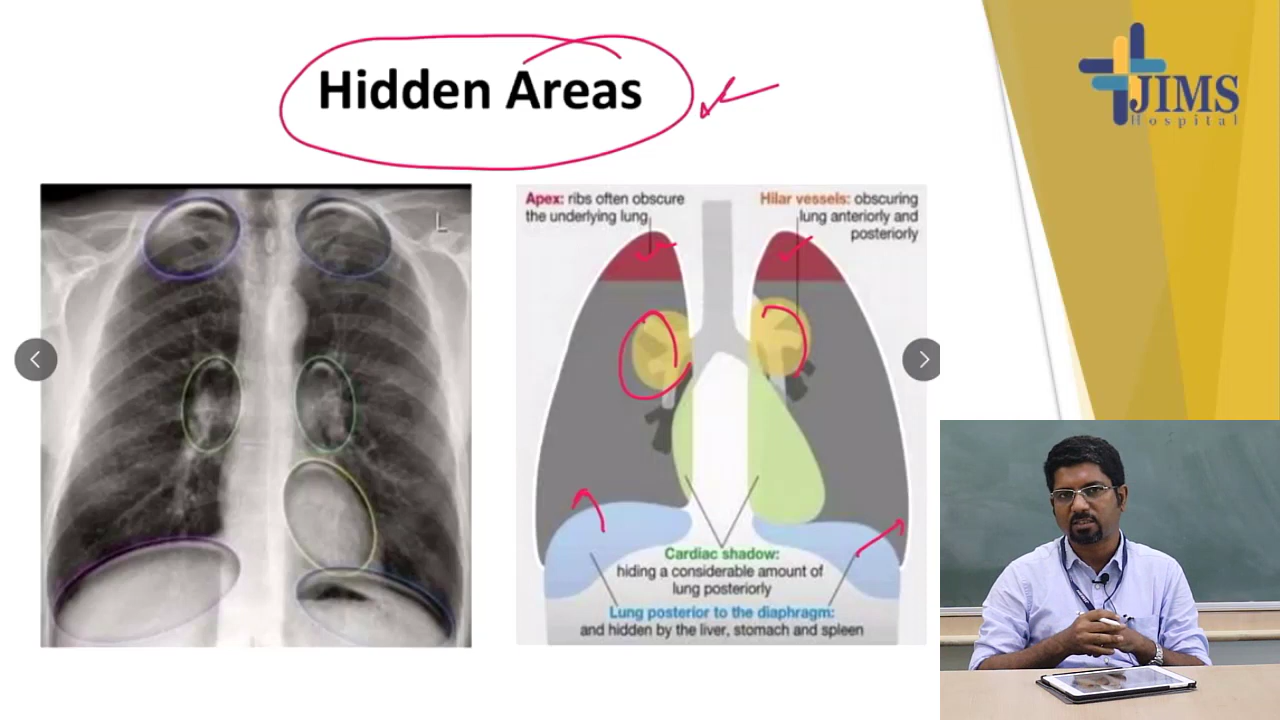 Hidden Areas
JIMS
Hospital
L
Apex: ribs often obscure
the underlying lung
Hilar vessels: obscuring
lung anteriorly and
posteriorly
Cardiac shadow:
hiding a considerable amount of
lung posteriorly
Lung posterior to the diaphragm:
and hidden by the liver, stomach and spleen